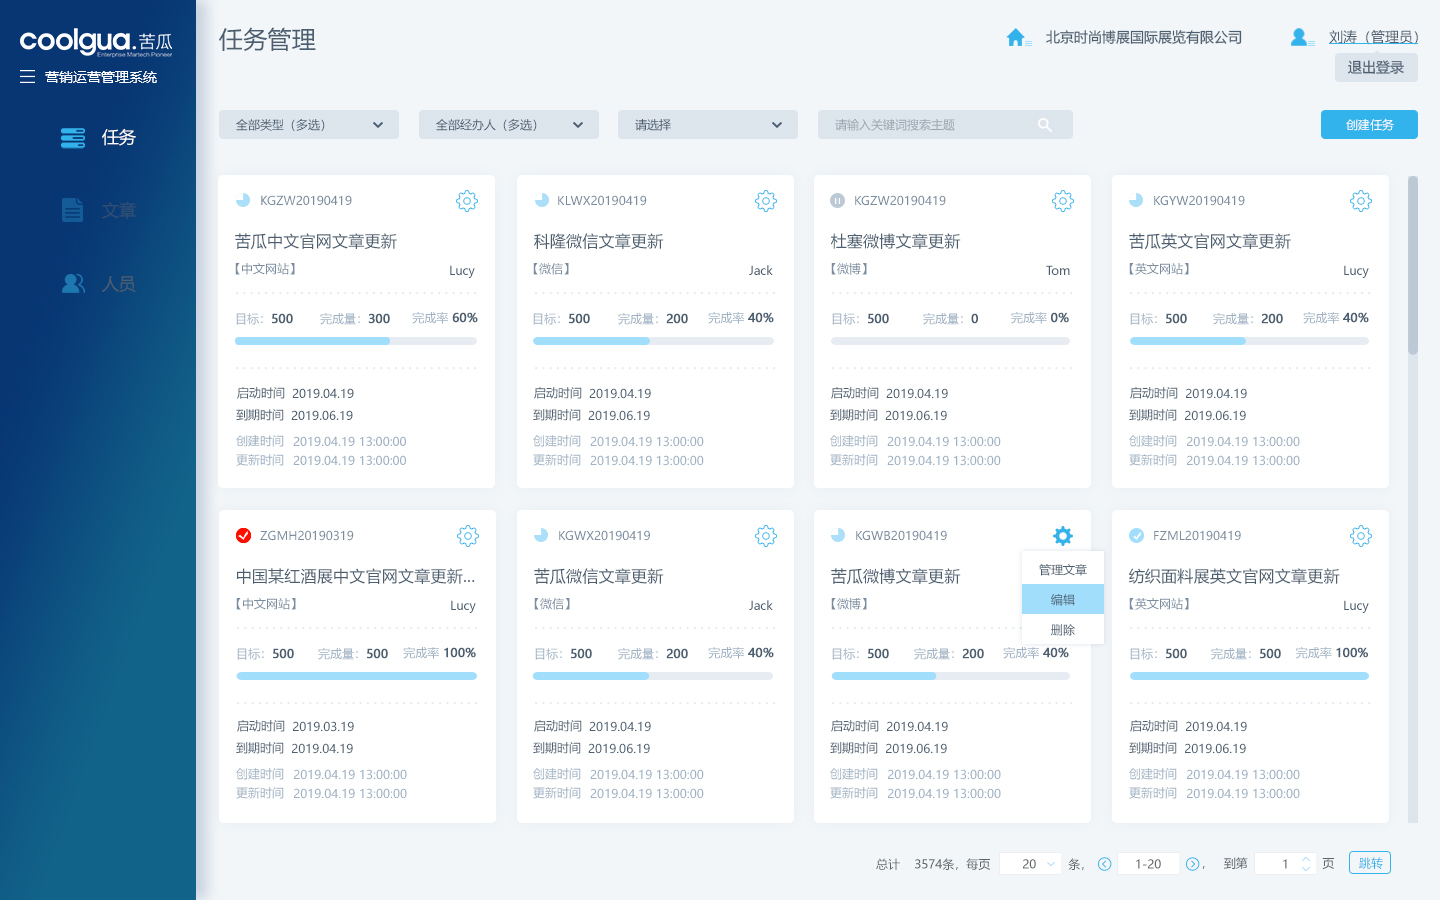 coolgua.苦瓜
Enterprise Martech Pioneer
营销运营管理系统
任务
文章
人员
任务管理
北京时尚博展国际展览有限公司
刘涛（管理员）
退出登录
全部类型（多选）
全部经办人（多选）
请选择
请输入关键词搜索主题
创建任务
KGZW20190419
苦瓜中文官网文章更新
【中文网站】 Lucy
目标：500 完成量：300 完成率 60%
启动时间 2019.04.19
到期时间 2019.06.19
创建时间 2019.04.19 13:00:00
更新时间 2019.04.19 13:00:00
KLWX20190419
科隆微信文章更新
【微信】 Jack
目标：500 完成量：200 完成率 40%
启动时间 2019.04.19
到期时间 2019.06.19
创建时间 2019.04.19 13:00:00
更新时间 2019.04.19 13:00:00
KGZW20190419
杜塞微博文章更新
【微博】 Tom
目标：500 完成量：0 完成率 0%
启动时间 2019.04.19
到期时间 2019.06.19
创建时间 2019.04.19 13:00:00
更新时间 2019.04.19 13:00:00
KGYW20190419
苦瓜英文官网文章更新
【英文网站】 Lucy
目标：500 完成量：200 完成率 40%
启动时间 2019.04.19
到期时间 2019.06.19
创建时间 2019.04.19 13:00:00
更新时间 2019.04.19 13:00:00
ZGMH20190319
中国某红酒展中文官网文章更新...
【中文网站】 Lucy
目标：500 完成量：500 完成率 100%
启动时间 2019.03.19
到期时间 2019.04.19
创建时间 2019.04.19 13:00:00
更新时间 2019.04.19 13:00:00
KGWX20190419
苦瓜微信文章更新
【微信】 Jack
目标：500 完成量：200 完成率 40%
启动时间 2019.04.19
到期时间 2019.06.19
创建时间 2019.04.19 13:00:00
更新时间 2019.04.19 13:00:00
KGWB20190419
苦瓜微博文章更新
【微博】
管理文章
编辑
删除
目标：500 完成量：200 完成率 40%
启动时间 2019.04.19
到期时间 2019.06.19
创建时间 2019.04.19 13:00:00
更新时间 2019.04.19 13:00:00
FZML20190419
纺织面料展英文官网文章更新
【英文网站】 Lucy
目标：500 完成量：500 完成率 100%
启动时间 2019.04.19
到期时间 2019.06.19
创建时间 2019.04.19 13:00:00
更新时间 2019.04.19 13:00:00
总计 3574条，每页 20 条， 1-20 ， 到第 1 页 跳转